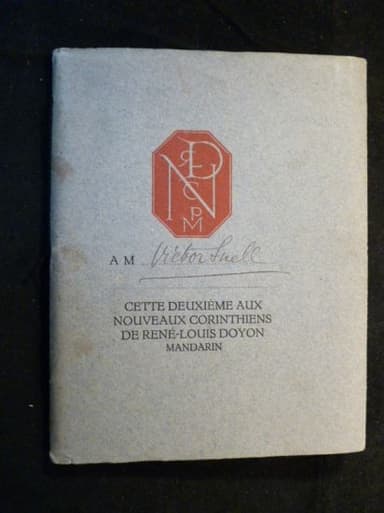 A M Victor Snell
CETTE DEUXIÈME AUX
NOUVEAUX CORINTHIENS
DE RENÉ-LOUIS DOYON
MANDARIN